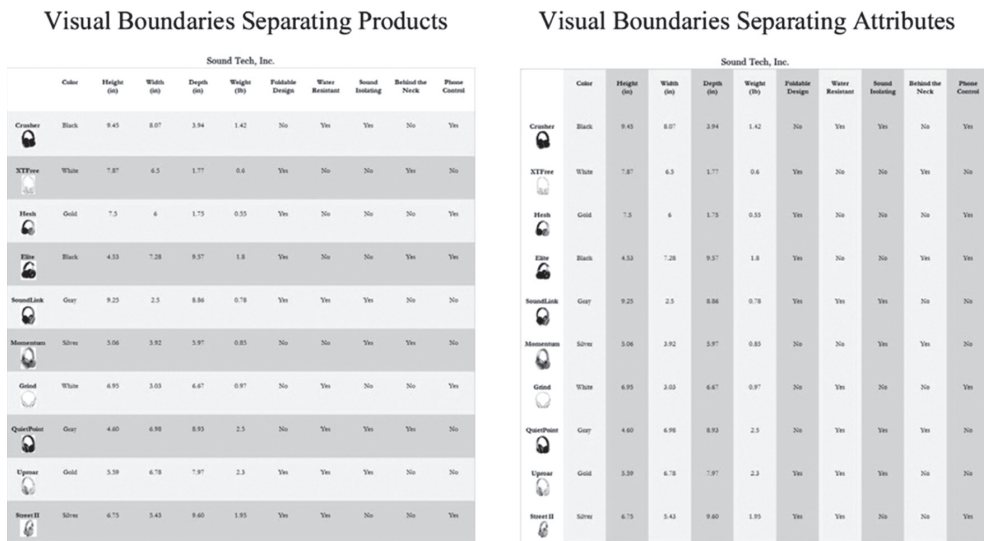 Visual Boundaries Separating Products
Sound Tech, Inc.
Color Height Width Depth Weight Foldable Water Sound Behind the Phone
(in) (in) (in) (lb) Design Resistant Isolating Neck Control
Crusher Black 9.45 8.07 3.94 1.42 No Yes Yes No Yes
XTFree White 7.87 6.5 1.77 0.6 Yes No No Yes No
Hesh Gold 7.5 6 1.75 0.55 Yes No No No Yes
Elite Black 4.53 7.28 9.57 1.8 Yes No No Yes Yes
SoundLink Gray 9.25 2.5 8.86 0.78 Yes Yes Yes No No
Momentum Silver 5.06 3.92 5.97 0.85 No No Yes Yes No
Grind White 6.95 3.03 6.67 0.97 No Yes No No Yes
QuietPoint Gray 4.60 6.98 8.93 2.5 No Yes Yes Yes No
Uproar Gold 5.59 6.78 7.97 2.3 Yes Yes Yes No No
Street II Silver 6.75 5.43 9.60 1.95 Yes Yes No No Yes
Visual Boundaries Separating Attributes
Sound Tech, Inc.
Color Height Width Depth Weight Foldable Water Sound Behind the Phone
(in) (in) (in) (lb) Design Resistant Isolating Neck Control
Crusher Black 9.45 8.07 3.94 1.42 No Yes Yes No Yes
XTFree White 7.87 6.5 1.77 0.6 Yes No No Yes No
Hesh Gold 7.5 6 1.75 0.55 Yes No No No Yes
Elite Black 4.53 7.28 9.57 1.8 Yes No No Yes Yes
SoundLink Gray 9.25 2.5 8.86 0.78 Yes Yes Yes No No
Momentum Silver 5.06 3.92 5.97 0.85 No No Yes Yes No
Grind White 6.95 3.03 6.67 0.97 No Yes No No Yes
QuietPoint Gray 4.60 6.98 8.93 2.5 No Yes Yes Yes No
Uproar Gold 5.59 6.78 7.97 2.3 Yes Yes Yes No No
Street II Silver 6.75 5.43 9.60 1.95 Yes Yes No No Yes